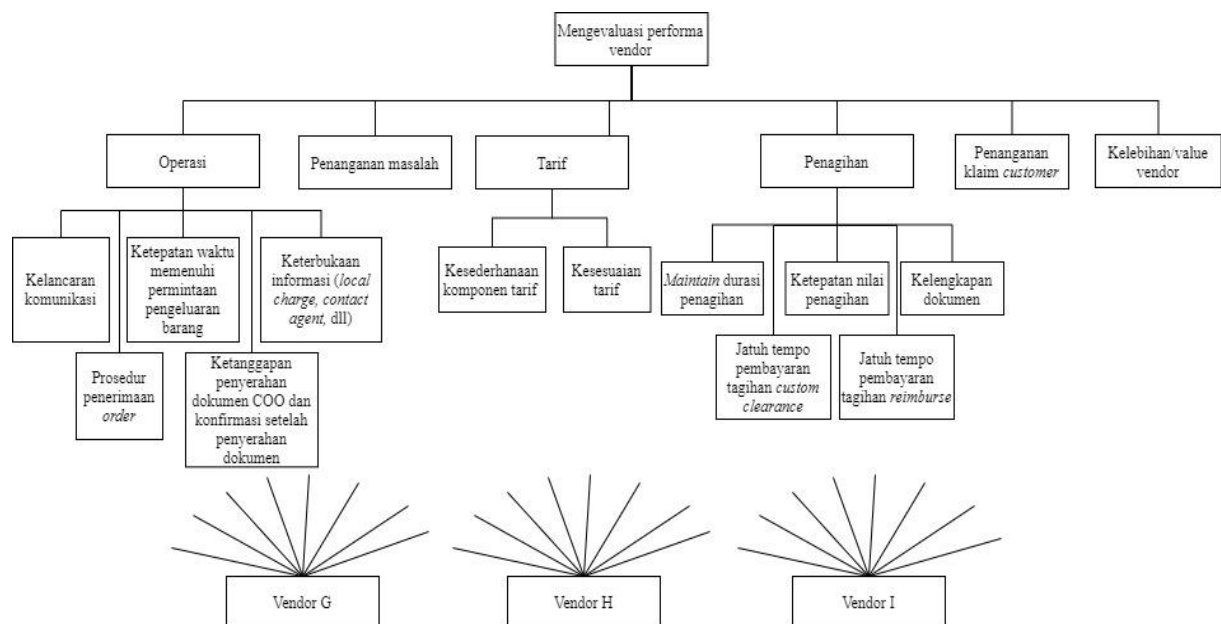 Mengevaluasi performa
vendor
Operasi
Penanganan masalah
Tarif
Penagihan
Penanganan
klaim customer
Kelebihan/value
vendor
Kelancaran
komunikasi
Ketepatan waktu
memenuhi
permintaan
pengeluaran
barang
Keterbukaan
informasi (local
charge, contact
agent, dll)
Kesederhanaan
komponen tarif
Kesesuaian
tarif
Maintain durasi
penagihan
Ketepatan nilai
penagihan
Kelengkapan
dokumen
Prosedur
penerimaan
order
Ketanggapan
penyerahan
dokumen COO dan
konfirmasi setelah
penyerahan
dokumen
Jatuh tempo
pembayaran
tagihan custom
clearance
Jatuh tempo
pembayaran
tagihan reimburse
Vendor G
Vendor H
Vendor I